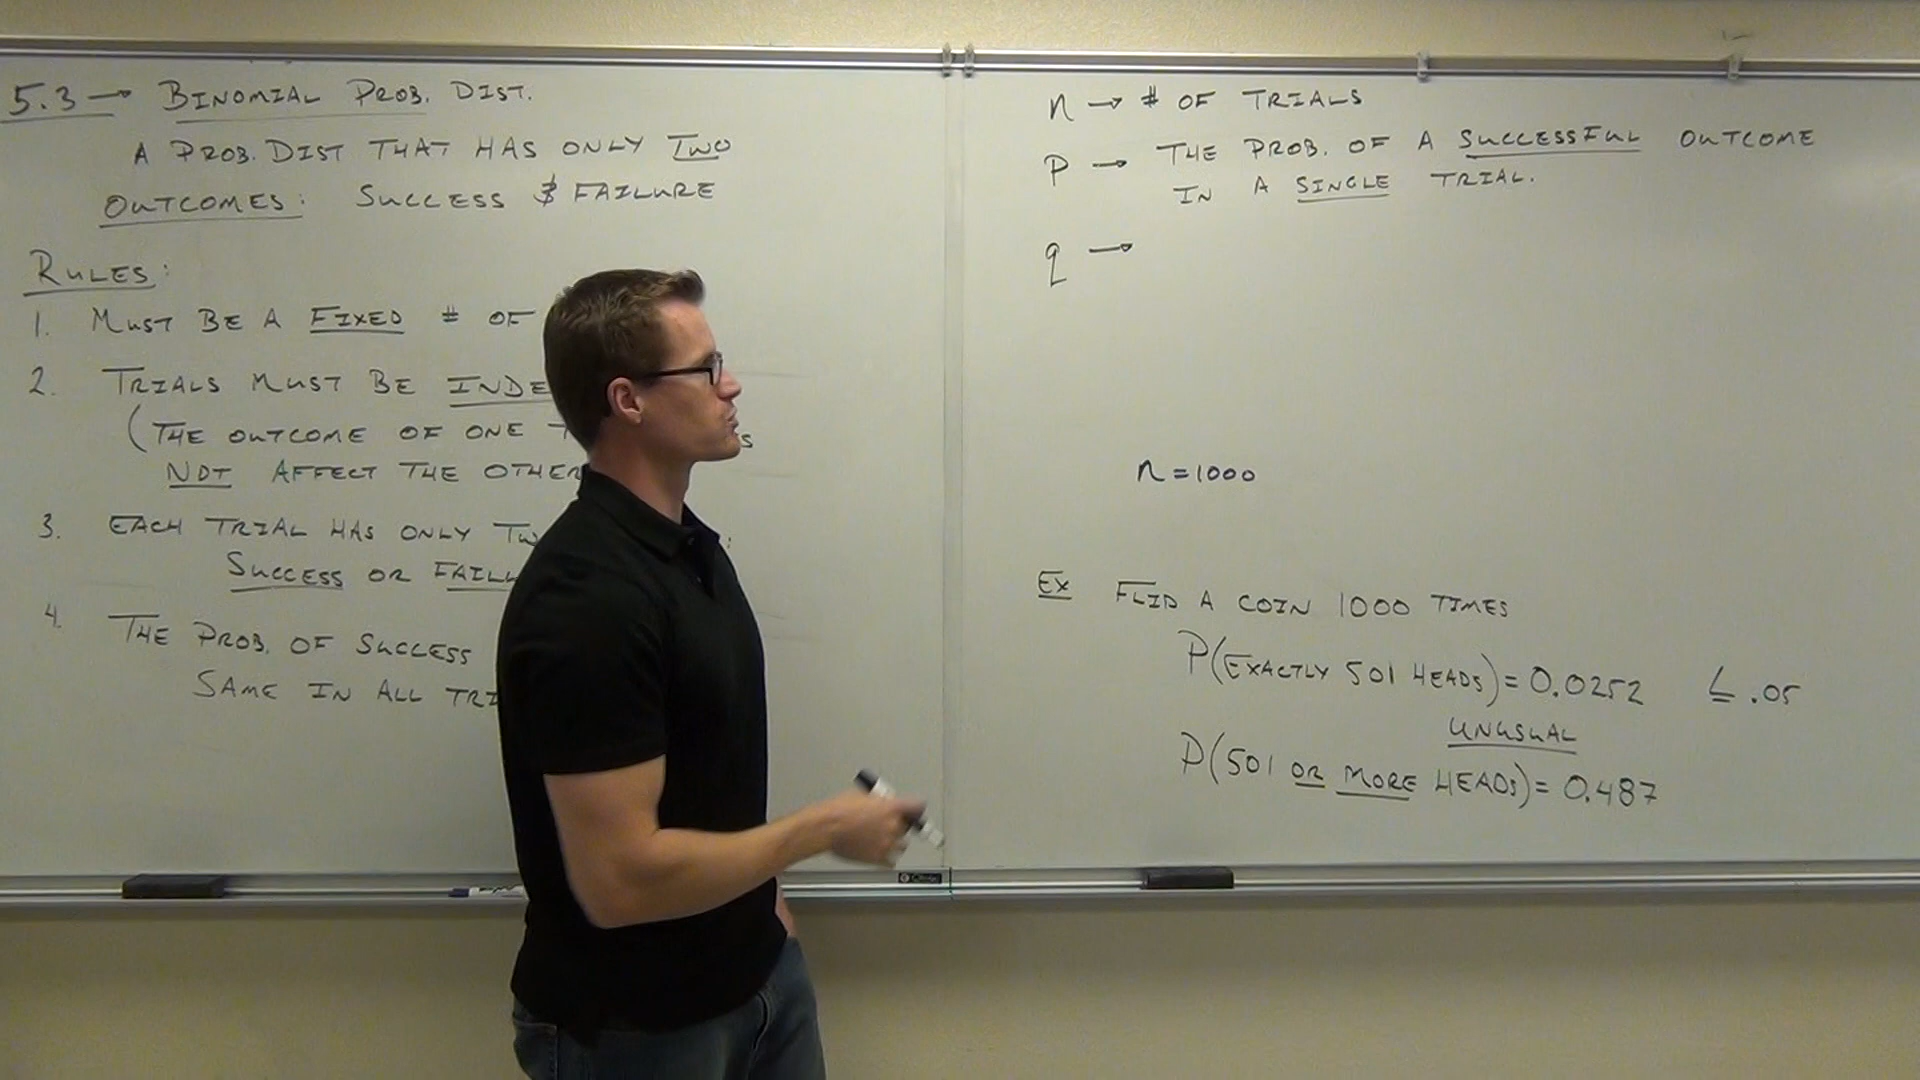 5.3 → BINOMIAL PROB. DIST.
A PROB. DIST THAT HAS ONLY TWO
OUTCOMES: SUCCESS & FAILURE
RULES:
1. MUST BE A FIXED # OF
2. TRIALS MUST BE INDE
(THE OUTCOME OF ONE T S
NOT AFFECT THE OTHER
3. EACH TRIAL HAS ONLY TW :
SUCCESS OR FAILU
4. THE PROB. OF SUCCESS
SAME IN ALL TRI
n → # OF TRIALS
p → THE PROB. OF A SUCCESSFUL OUTCOME
IN A SINGLE TRIAL.
q →
n = 1000
EX FLIP A COIN 1000 TIMES
P(EXACTLY 501 HEADS) = 0.0252 ≤ .05
UNUSUAL
P(501 OR MORE HEADS) = 0.487